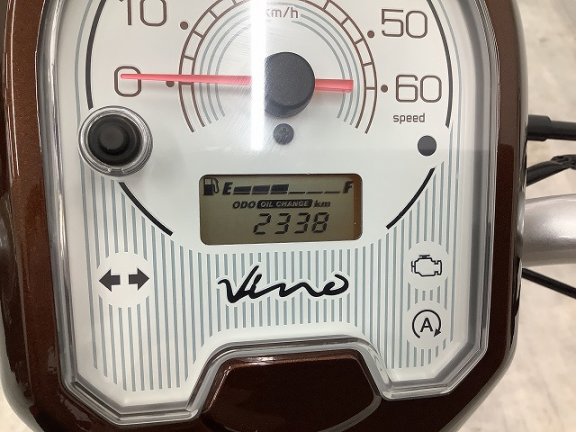 10 km/h 50
0 60
speed
E F
ODO OIL CHANGE km
2338
Vino
A